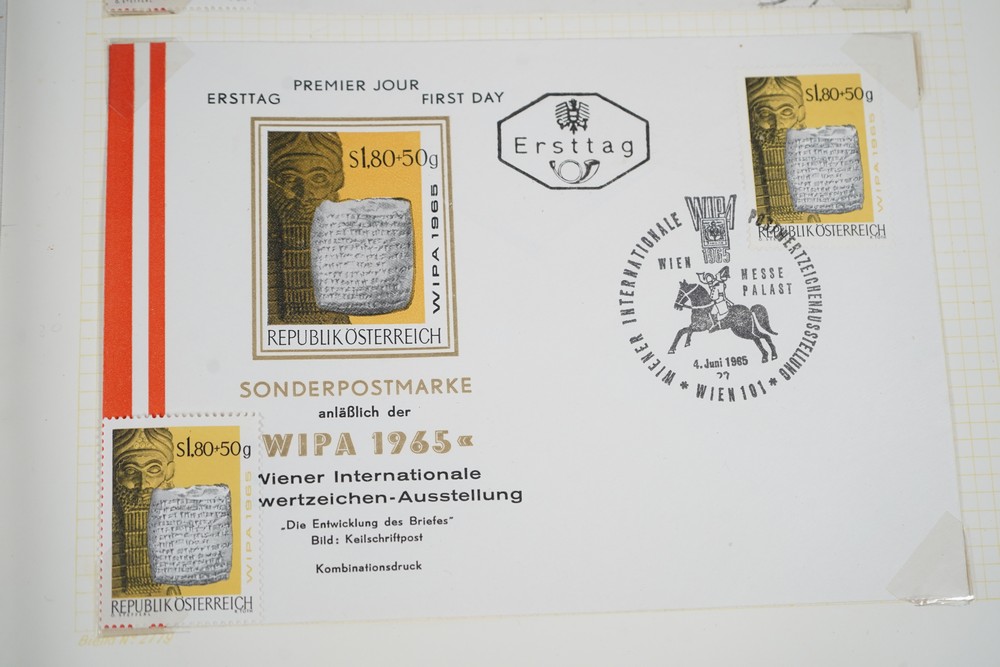 PREMIER JOUR
ERSTTAG FIRST DAY
S1.80+50g
WIPA 1965
REPUBLIK ÖSTERREICH
SONDERPOSTMARKE
anläßlich der
WIPA 1965«
Wiener Internationale
wertzeichen-Ausstellung
„Die Entwicklung des Briefes"
Bild: Keilschriftpost
Kombinationsdruck
Ersttag
S1.80+50g
WIPA 1965
REPUBLIK ÖSTERREICH
WIENER INTERNATIONALE POSTWERTZEICHENAUSSTELLUNG
WIPA
1965
WIEN MESSE
PALAST
4. Juni 1965
* WIEN 101 *
S1.80+50g
WIPA 1965
REPUBLIK ÖSTERREICH